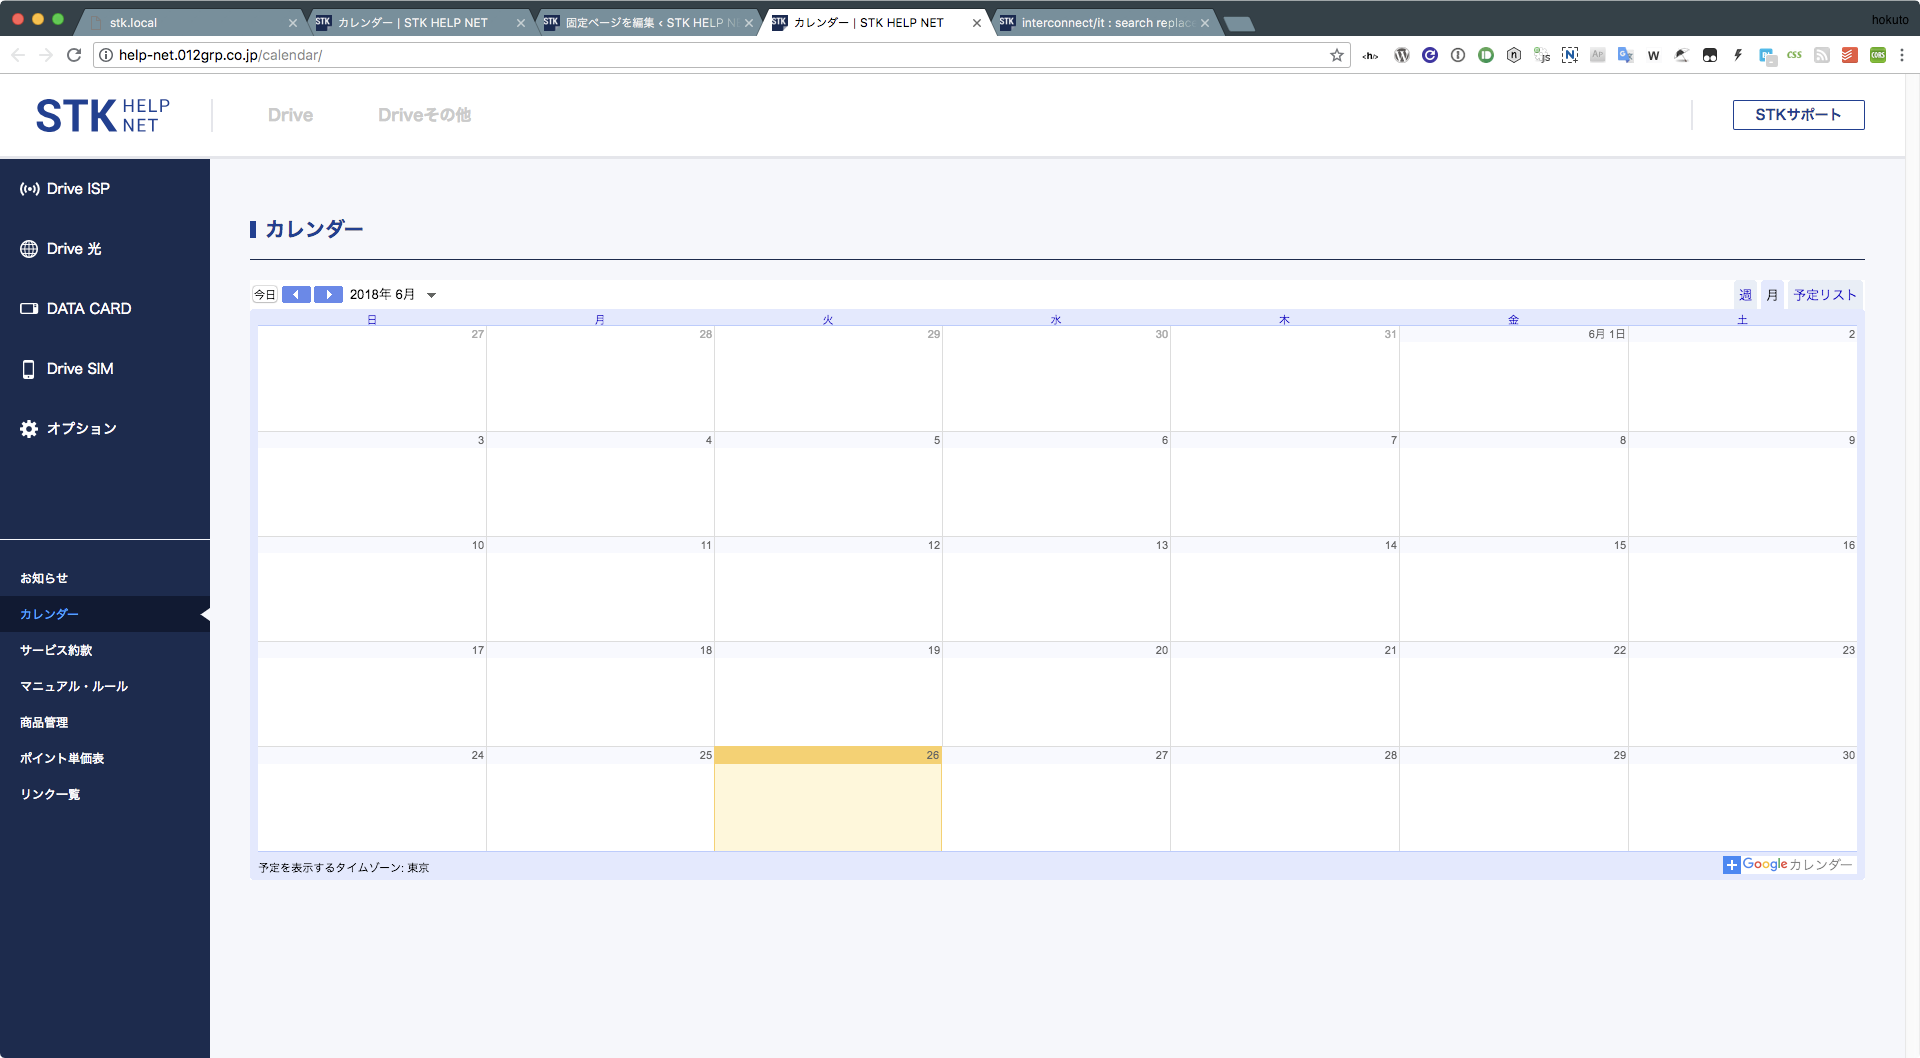 stk.local
カレンダー | STK HELP NET
固定ページを編集 ‹ STK HELP N
カレンダー | STK HELP NET
interconnect/it : search replac
hokuto
help-net.012grp.co.jp/calendar/
STK HELP NET
Drive
Driveその他
STKサポート
Drive ISP
Drive 光
DATA CARD
Drive SIM
オプション
お知らせ
カレンダー
サービス約款
マニュアル・ルール
商品管理
ポイント単価表
リンク一覧
カレンダー
今日
2018年 6月
週 月 予定リスト
日 月 火 水 木 金 土
27 28 29 30 31 6月 1日 2
3 4 5 6 7 8 9
10 11 12 13 14 15 16
17 18 19 20 21 22 23
24 25 26 27 28 29 30
予定を表示するタイムゾーン: 東京
Google カレンダー